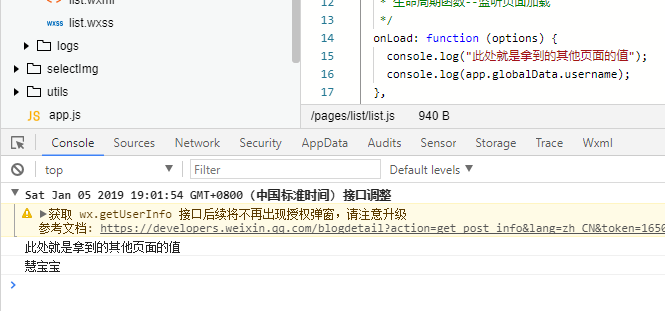 list.wxml
wxss list.wxss
logs
selectImg
utils
JS app.js
12 * 生命周期函数--监听页面加载
13 */
14 onLoad: function (options) {
15 console.log("此处就是拿到的其他页面的值");
16 console.log(app.globalData.username);
17 },
/pages/list/list.js 940 B
Console Sources Network Security AppData Audits Sensor Storage Trace Wxml
top Filter Default levels
Sat Jan 05 2019 19:01:54 GMT+0800 (中国标准时间) 接口调整
获取 wx.getUserInfo 接口后续将不再出现授权弹窗，请注意升级
参考文档: https://developers.weixin.qq.com/blogdetail?action=get_post_info&lang=zh_CN&token=1650
此处就是拿到的其他页面的值
慧宝宝